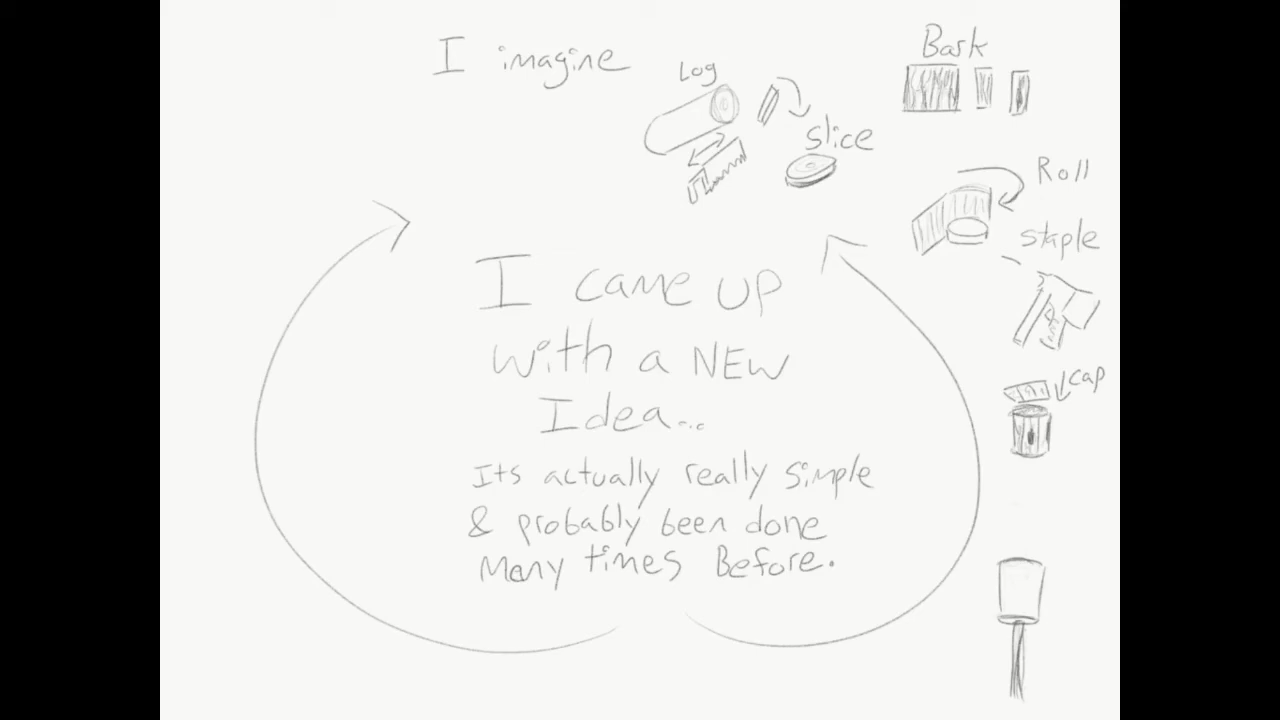 I imagine
Log
slice
Bark
Roll
staple
cap
I came up
with a NEW
Idea...
Its actually really simple
& probably been done
Many times Before.